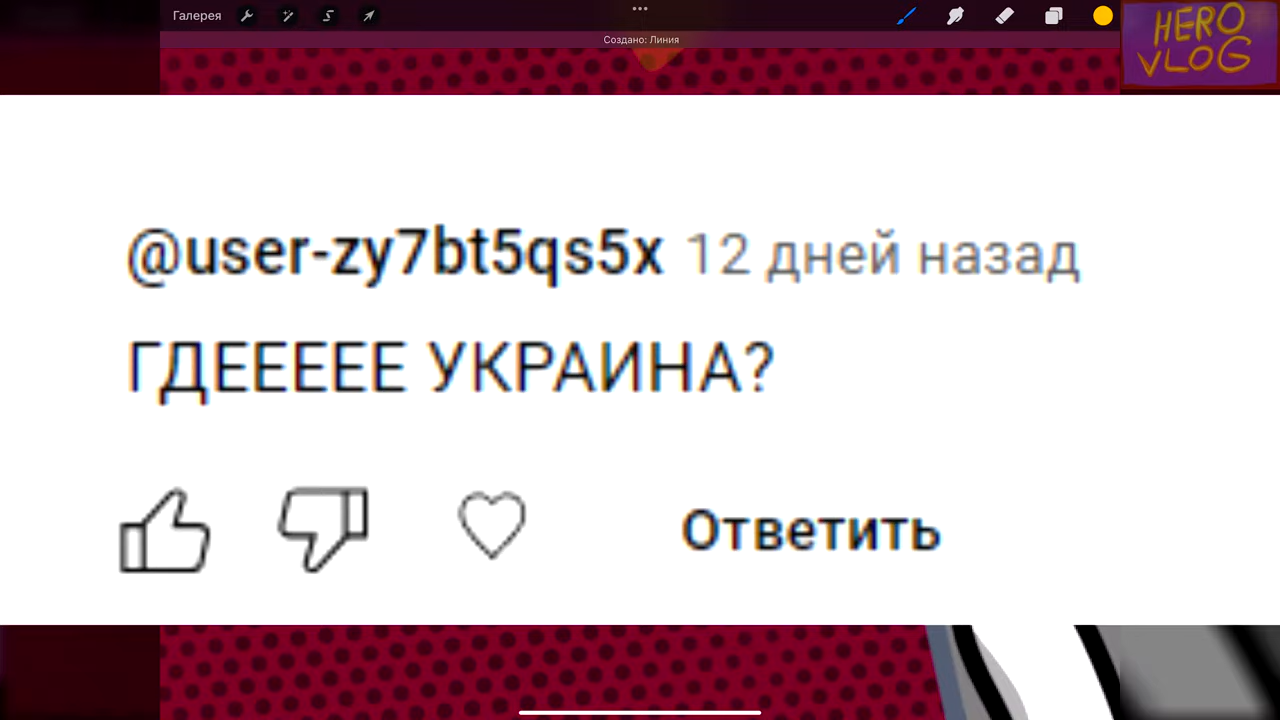 Галерея
Создано: Линия
HERO
VLOG
@user-zy7bt5qs5x 12 дней назад
ГДЕЕЕЕЕ УКРАИНА?
Ответить